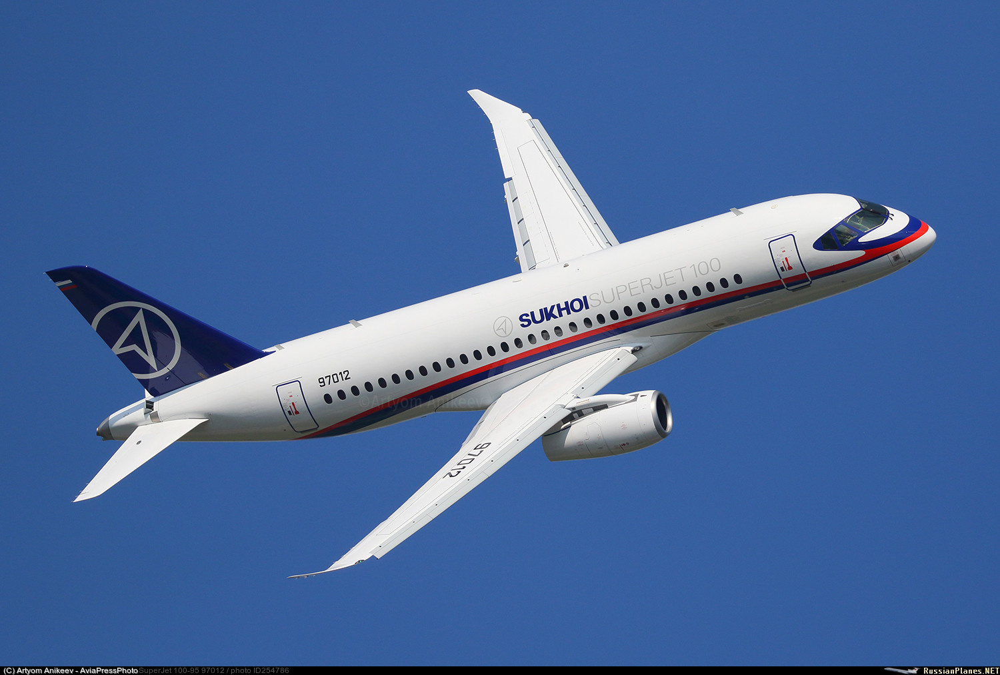 SUKHOI SUPERJET 100
97012
©Artyom Anikeev
97012
(C) Artyom Anikeev - AviaPressPhoto SuperJet 100-95 97012 / photo ID254786
RussianPlanes.NET